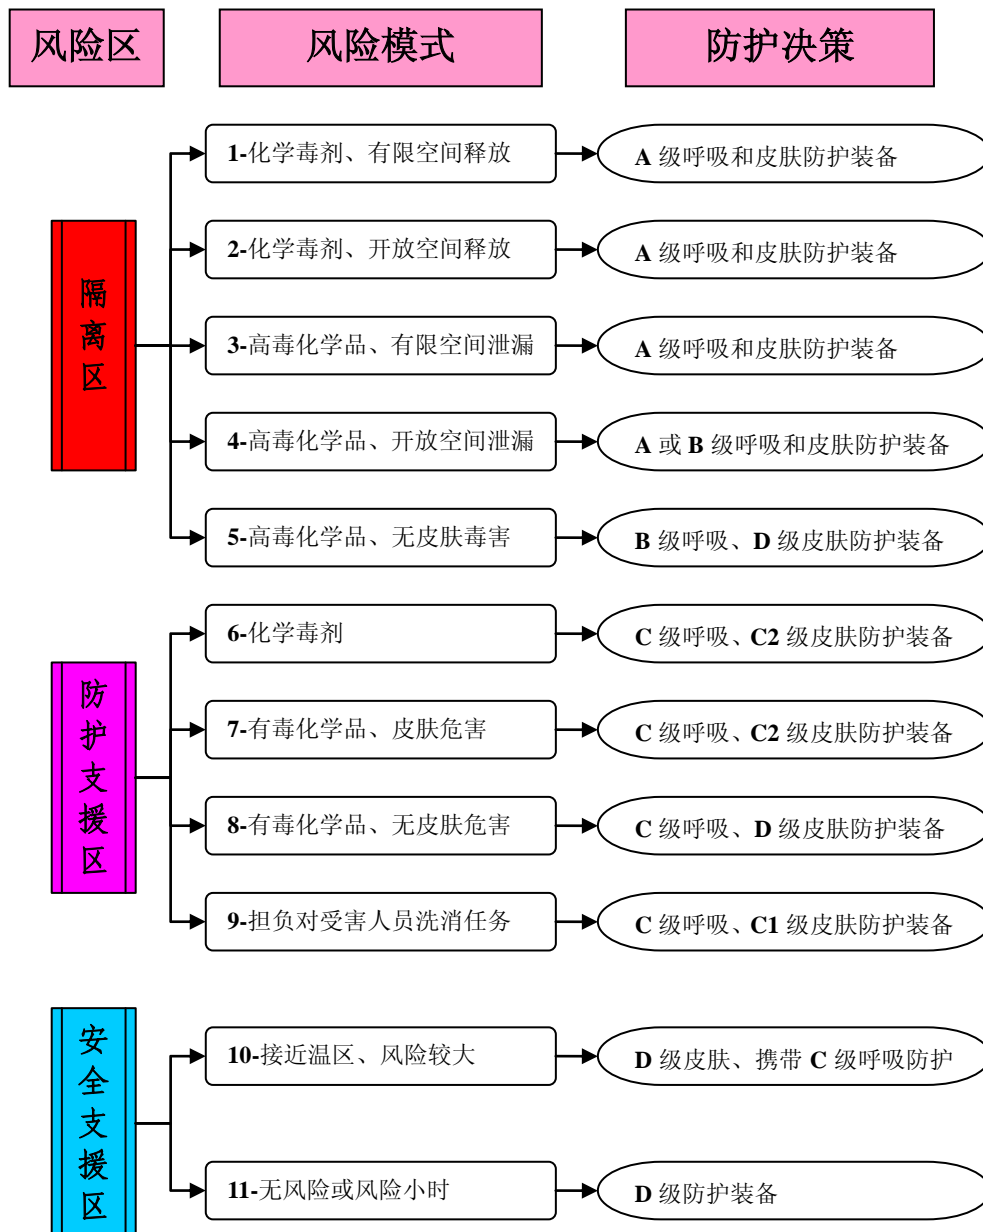 风险区
风险模式
防护决策
隔离区
1-化学毒剂、有限空间释放
A 级呼吸和皮肤防护装备
2-化学毒剂、开放空间释放
A 级呼吸和皮肤防护装备
3-高毒化学品、有限空间泄漏
A 级呼吸和皮肤防护装备
4-高毒化学品、开放空间泄漏
A 或 B 级呼吸和皮肤防护装备
5-高毒化学品、无皮肤毒害
B 级呼吸、D 级皮肤防护装备
防护支援区
6-化学毒剂
C 级呼吸、C2 级皮肤防护装备
7-有毒化学品、皮肤危害
C 级呼吸、C2 级皮肤防护装备
8-有毒化学品、无皮肤危害
C 级呼吸、D 级皮肤防护装备
9-担负对受害人员洗消任务
C 级呼吸、C1 级皮肤防护装备
安全支援区
10-接近温区、风险较大
D 级皮肤、携带 C 级呼吸防护
11-无风险或风险小时
D 级防护装备